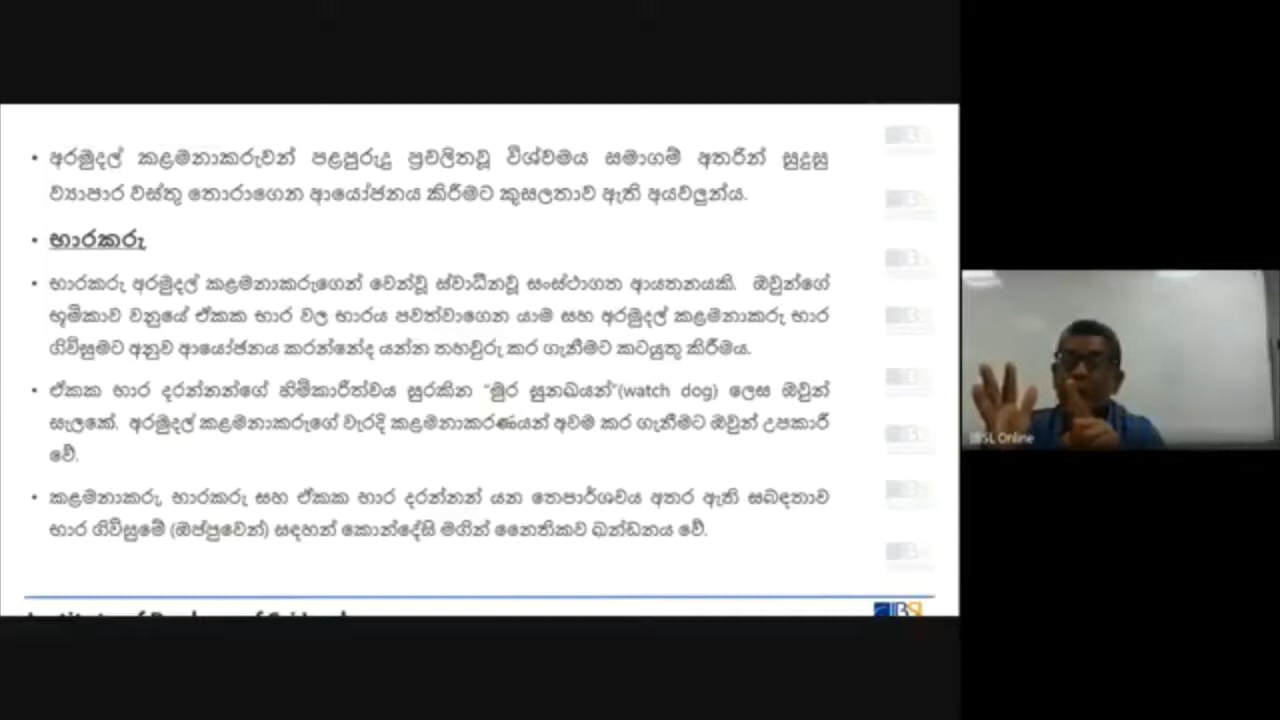 • අරමුදල් කළමනාකරුවන් පළපුරුදු ප්‍රචලිතවූ විශ්වමය සමාගම් අතරින් සුදුසු
ව්‍යාපාර වස්තු තොරාගෙන ආයෝජනය කිරීමට කුසලතාව ඇති අයවලුන්ය.
• භාරකරු
• භාරකරු අරමුදල් කළමනාකරුගෙන් වෙන්වූ ස්වාධීනවූ සංස්ථාගත ආයතනයකි. ඔවුන්ගේ
භූමිකාව වනුයේ ඒකක භාර වල භාරය පවත්වාගෙන යාම සහ අරමුදල් කළමනාකරු භාර
ගිවිසුමට අනුව ආයෝජනය කරන්නේද යන්න තහවුරු කර ගැනීමට කටයුතු කිරීමය.
• ඒකක භාර දරන්නන්ගේ හිමිකාරීත්වය සුරකින "මුර සුනඛයන්"(watch dog) ලෙස ඔවුන්
සැලකේ. අරමුදල් කළමනාකරුගේ වැරදි කළමනාකරණයන් අවම කර ගැනීමට ඔවුන් උපකාරී
වේ.
• කළමනාකරු, භාරකරු සහ ඒකක භාර දරන්නන් යන තෙපාර්ශවය අතර ඇති සබඳතාව
භාර ගිවිසුමේ (ඔප්පුවෙන්) සඳහන් කොන්දේසි මගින් නෛතිකව ඛන්ඩනය වේ.
IBSL
IBSL Online